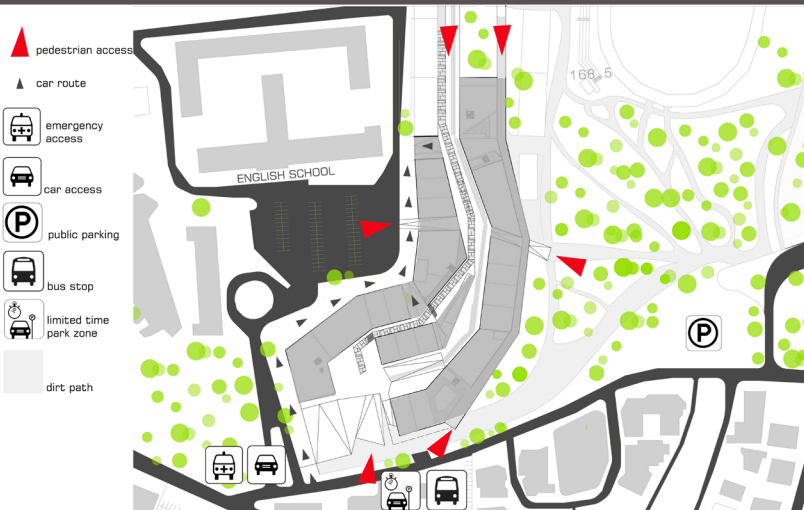 pedestrian access
car route
emergency
access
car access
P
public parking
bus stop
P
limited time
park zone
dirt path
ENGLISH SCHOOL
168.5
P
P